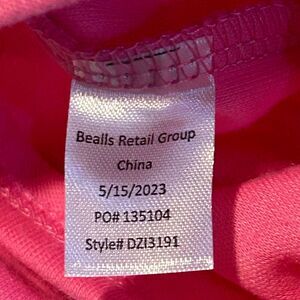 Bealls Retail Group
China
5/15/2023
PO# 135104
Style# DZI3191